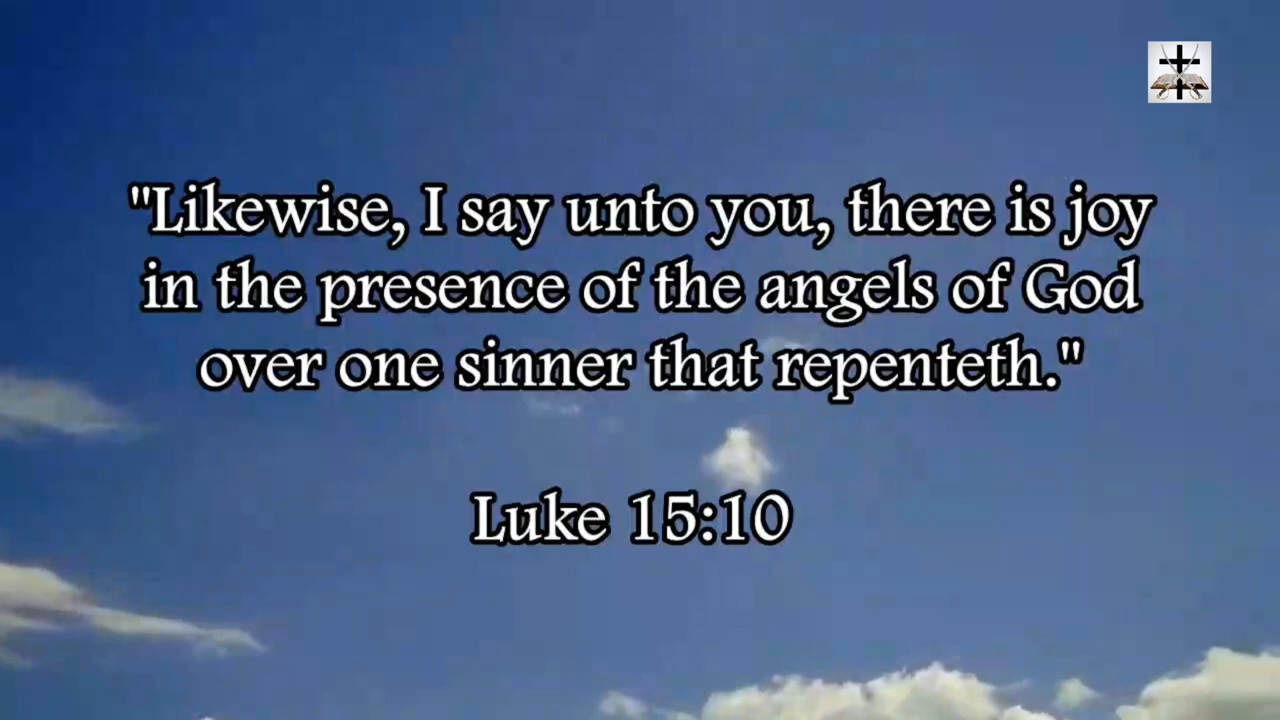 "Likewise, I say unto you, there is joy
in the presence of the angels of God
over one sinner that repenteth."
Luke 15:10